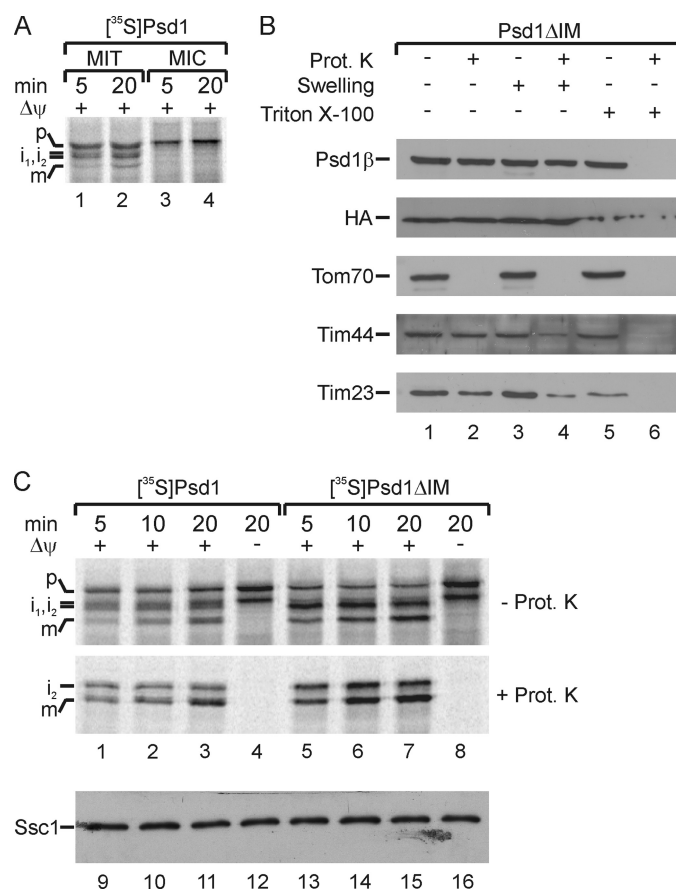 A
[³⁵S]Psd1
MIT MIC
min 5 20 5 20
Δψ + + + +
p
i₁,i₂
m
1 2 3 4
B
Psd1ΔIM
Prot. K - + - + - +
Swelling - - + + - -
Triton X-100 - - - - + +
Psd1β
HA
Tom70
Tim44
Tim23
1 2 3 4 5 6
C
[³⁵S]Psd1 [³⁵S]Psd1ΔIM
min 5 10 20 20 5 10 20 20
Δψ + + + - + + + -
p
i₁,i₂
m
- Prot. K
i₂
m
+ Prot. K
1 2 3 4 5 6 7 8
Ssc1
9 10 11 12 13 14 15 16